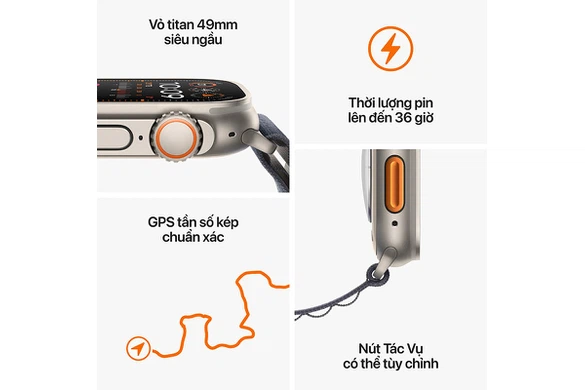 Vỏ titan 49mm
siêu ngầu
Thời lượng pin
lên đến 36 giờ
GPS tần số kép
chuẩn xác
Nút Tác Vụ
có thể tùy chỉnh